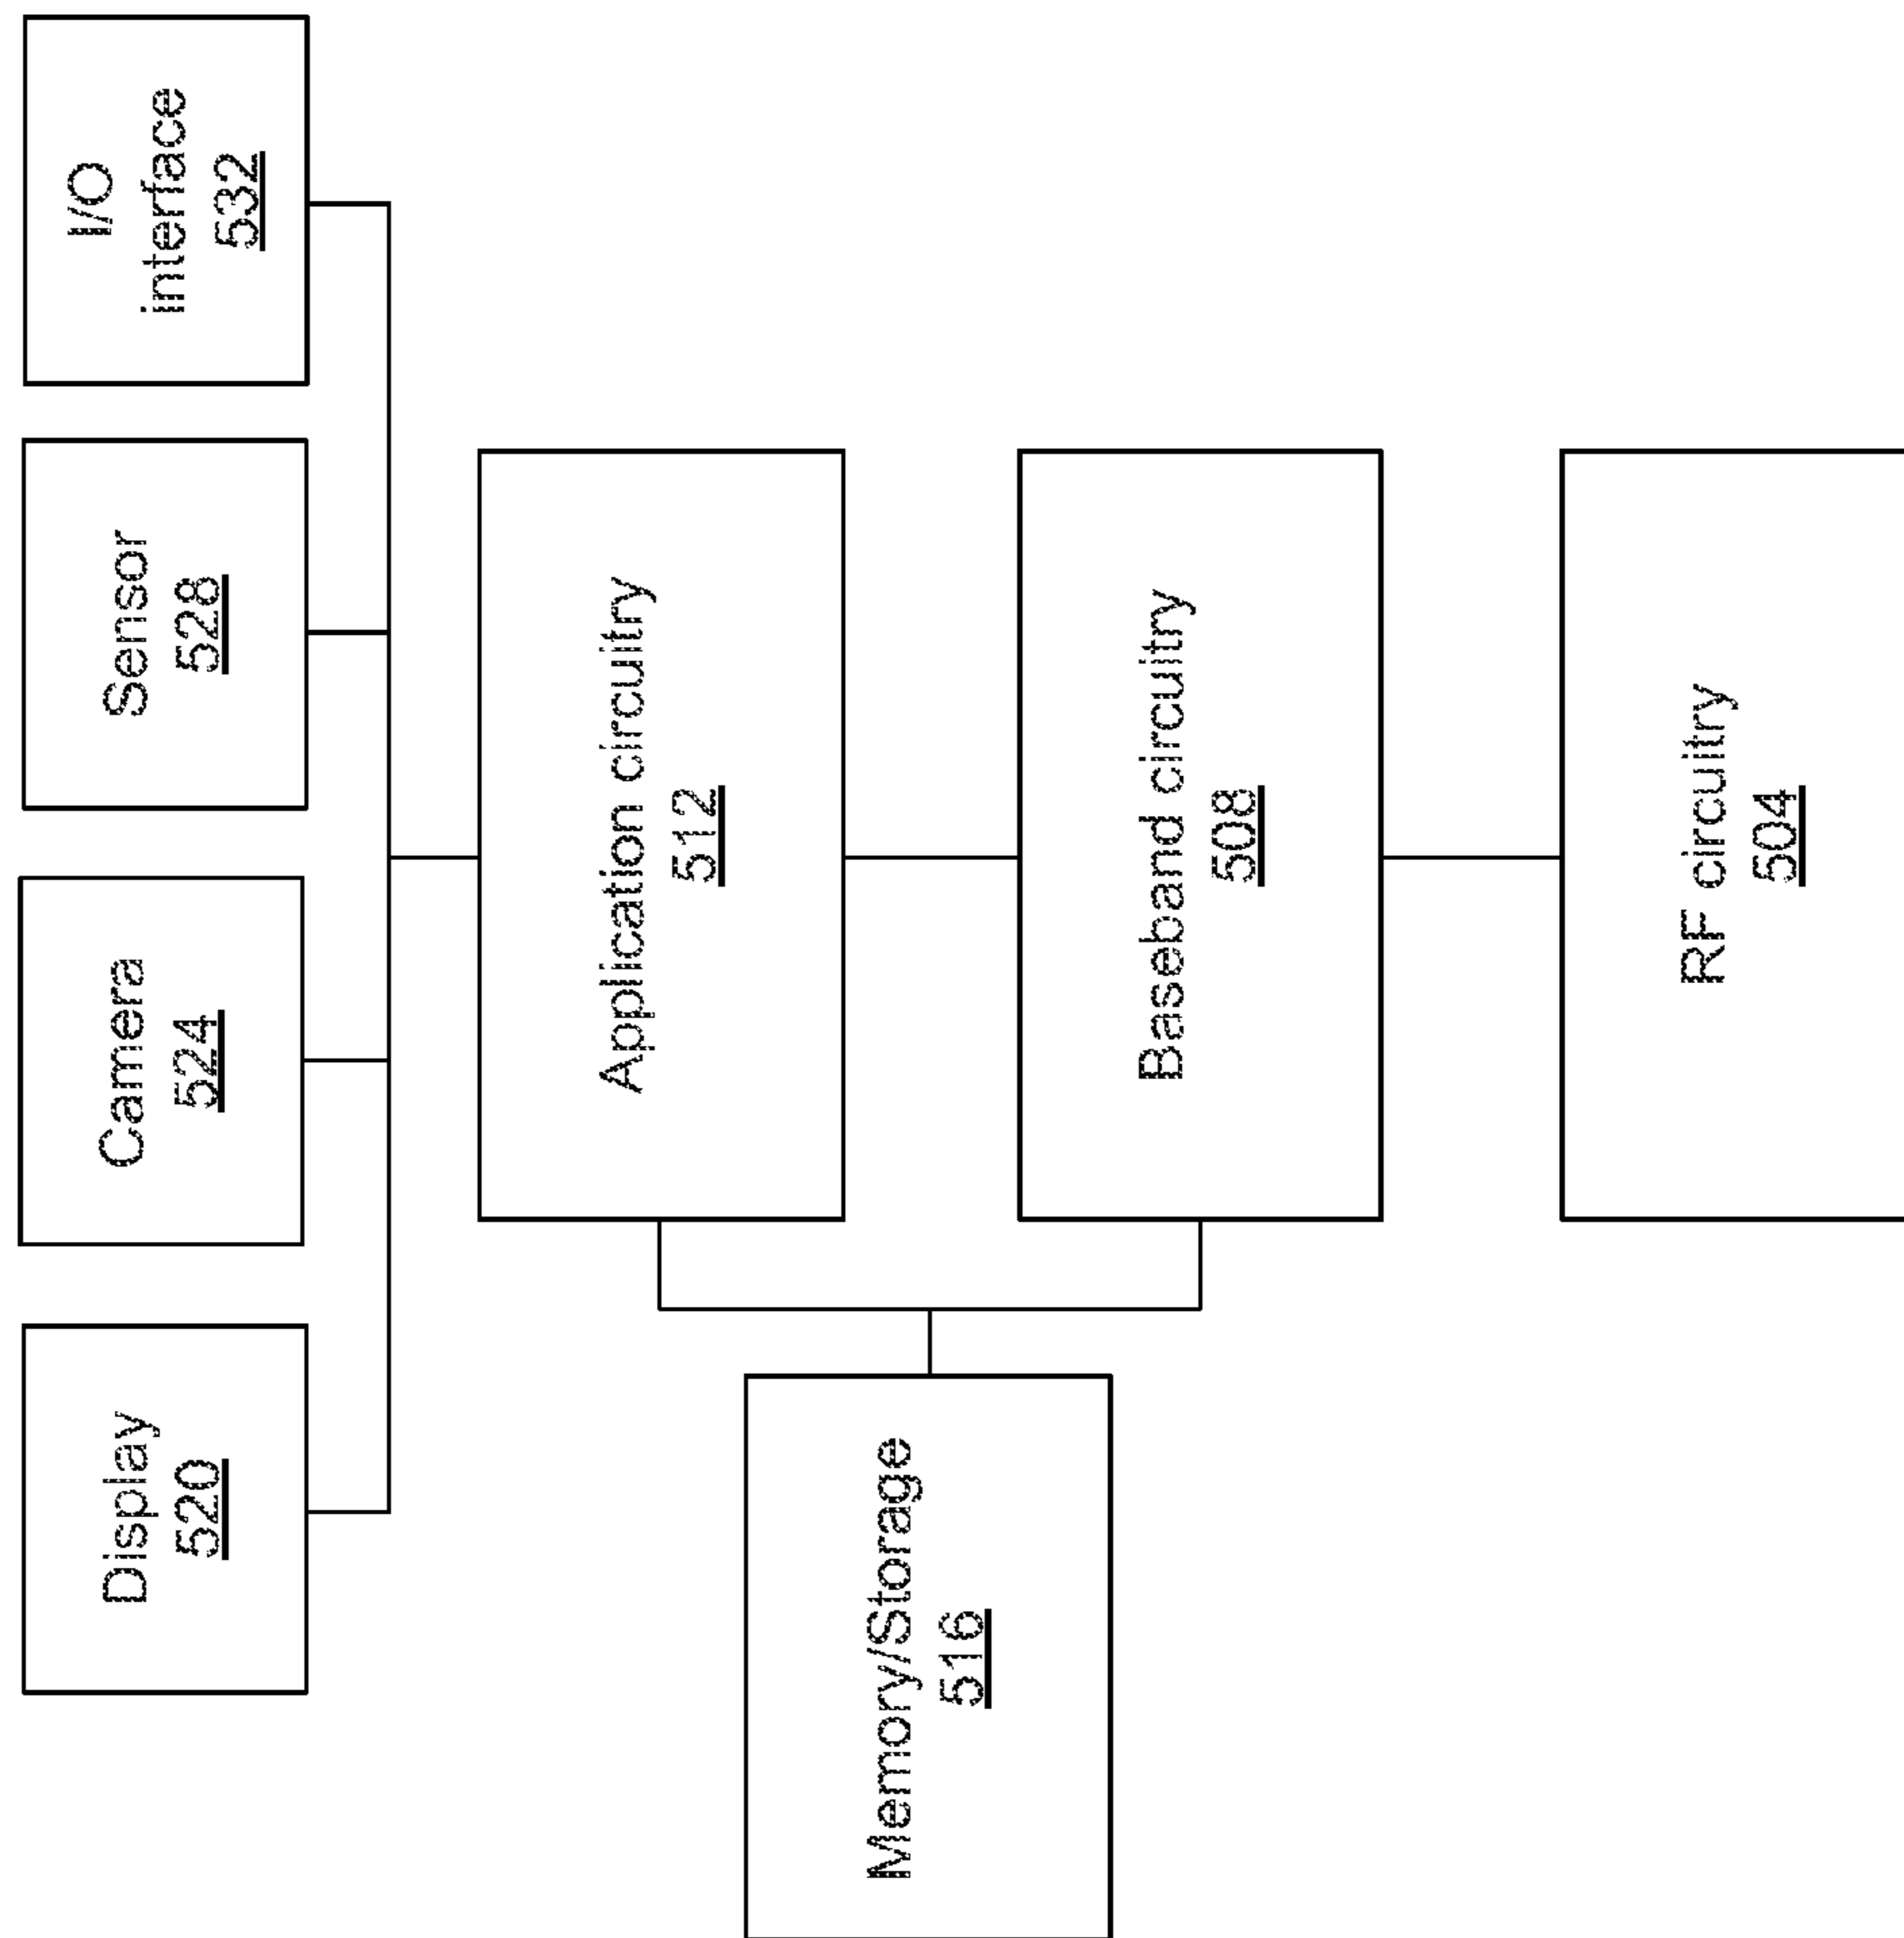 Display
520
Camera
524
Sensor
528
I/O
interface
532
Application circuitry
512
Memory/Storage
516
Baseband circuitry
508
RF circuitry
504